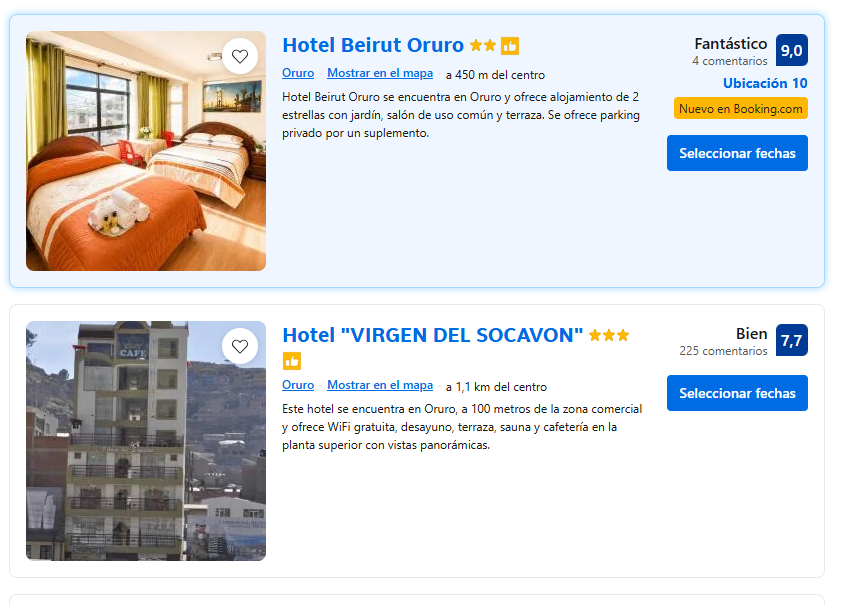 Hotel Beirut Oruro
Fantástico
9,0
4 comentarios
Oruro · Mostrar en el mapa · a 450 m del centro
Ubicación 10
Hotel Beirut Oruro se encuentra en Oruro y ofrece alojamiento de 2
estrellas con jardín, salón de uso común y terraza. Se ofrece parking
privado por un suplemento.
Nuevo en Booking.com
Seleccionar fechas
CAFE
Hotel "VIRGEN DEL SOCAVON"
Bien
7,7
225 comentarios
Oruro · Mostrar en el mapa · a 1,1 km del centro
Seleccionar fechas
Este hotel se encuentra en Oruro, a 100 metros de la zona comercial
y ofrece WiFi gratuita, desayuno, terraza, sauna y cafetería en la
planta superior con vistas panorámicas.